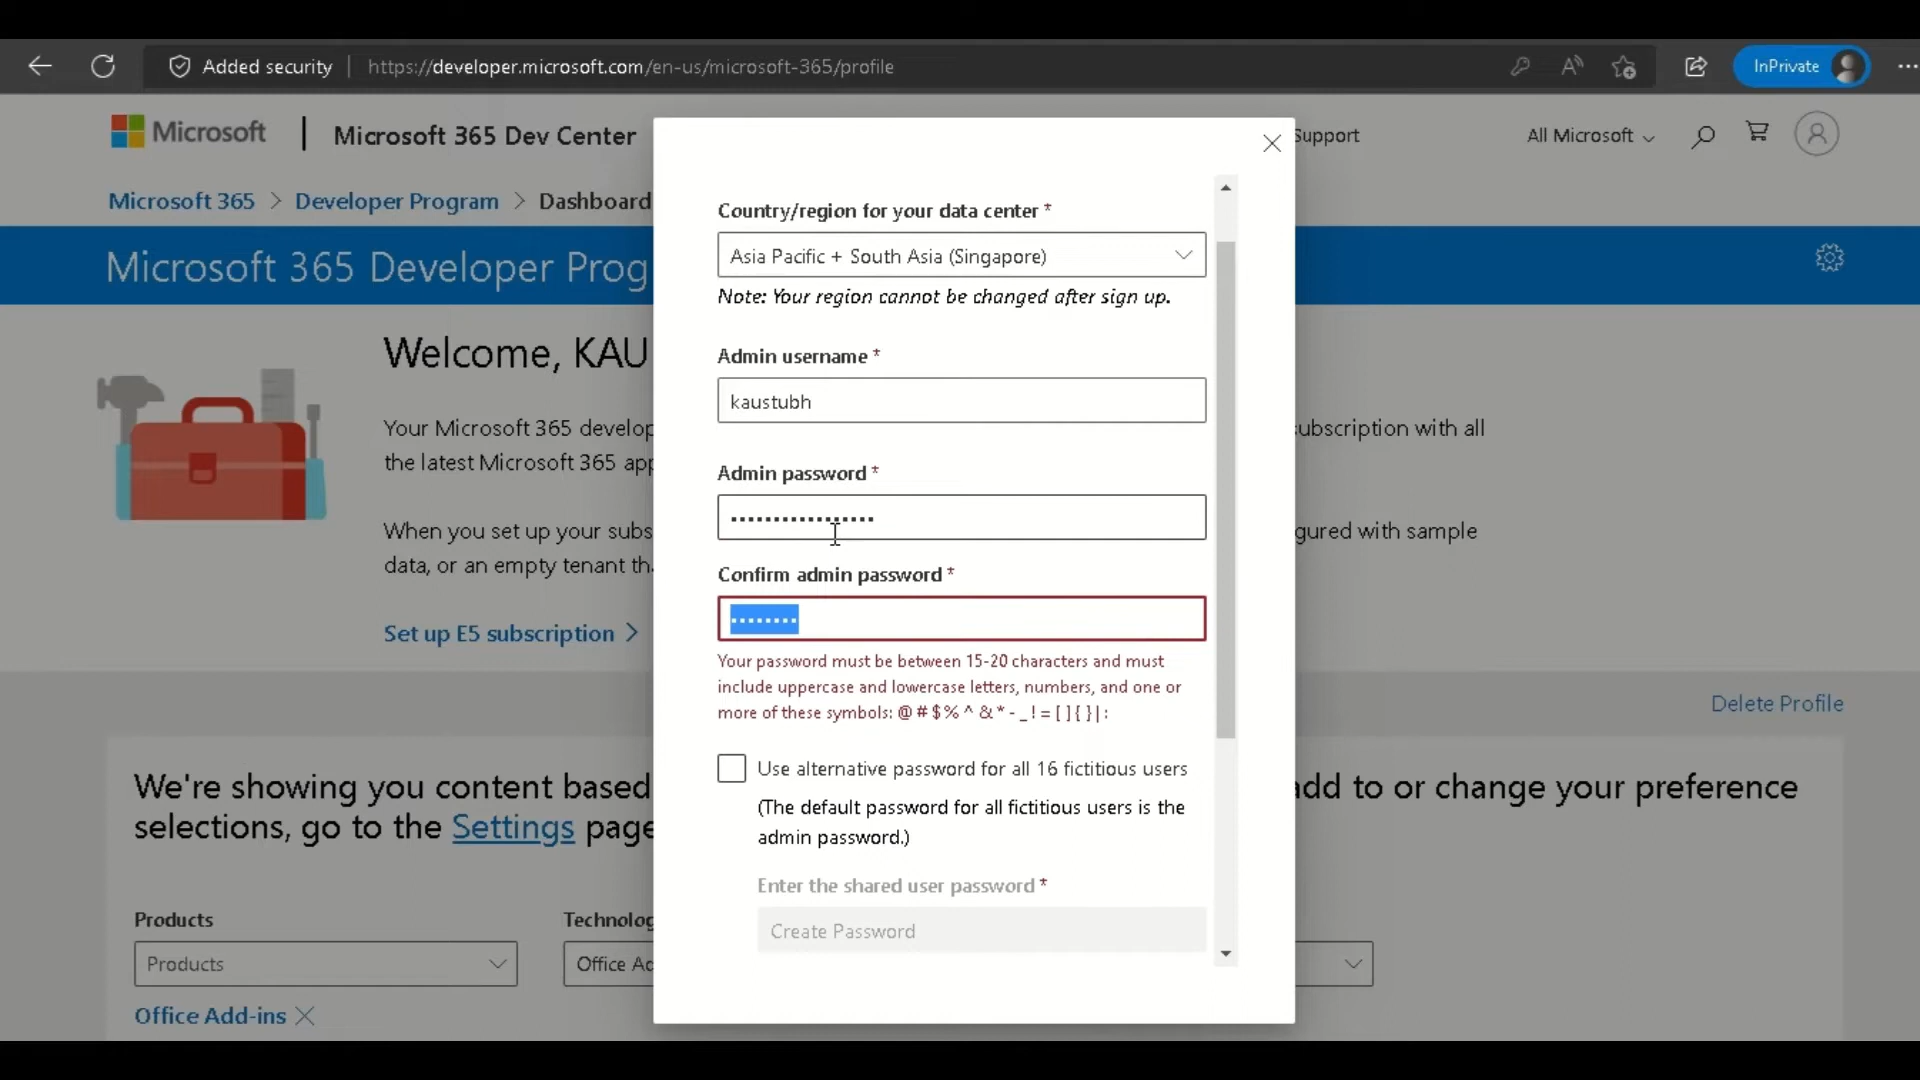 Added security
https://developer.microsoft.com/en-us/microsoft-365/profile
InPrivate
Microsoft
Microsoft 365 Dev Center
Support
All Microsoft
Microsoft 365 > Developer Program > Dashboard
Microsoft 365 Developer Prog
Welcome, KAU
Your Microsoft 365 develop
ubscription with all
the latest Microsoft 365 app
When you set up your subs
gured with sample
data, or an empty tenant th
Set up E5 subscription >
Delete Profile
We're showing you content based
add to or change your preference
selections, go to the Settings page
Products
Technolog
Products
Office Ad
Office Add-ins
Country/region for your data center *
Asia Pacific + South Asia (Singapore)
Note: Your region cannot be changed after sign up.
Admin username *
kaustubh
Admin password *
•••••••••••••••••
Confirm admin password *
••••••••
Your password must be between 15-20 characters and must
include uppercase and lowercase letters, numbers, and one or
more of these symbols: @ # $ % ^ & * - _ ! = [ ] { } | :
Use alternative password for all 16 fictitious users
(The default password for all fictitious users is the
admin password.)
Enter the shared user password *
Create Password